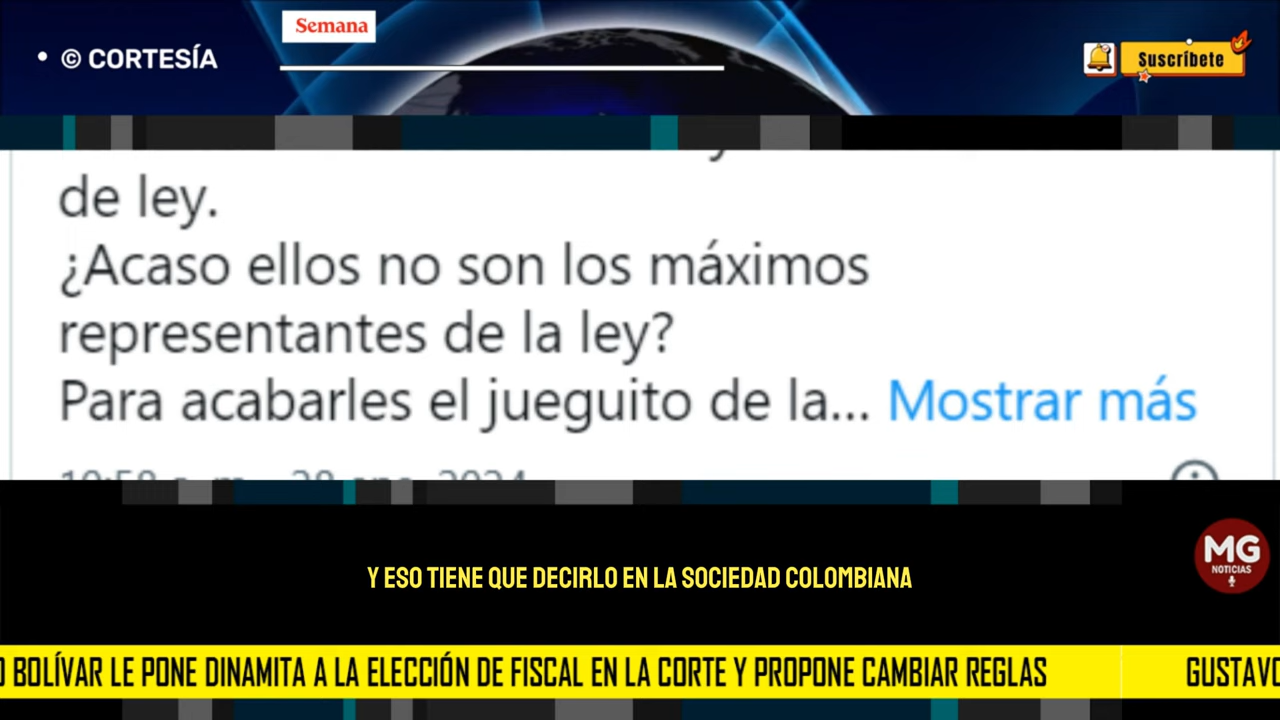 Semana
• © CORTESÍA
Suscríbete
de ley.
¿Acaso ellos no son los máximos
representantes de la ley?
Para acabarles el jueguito de la... Mostrar más
Y ESO TIENE QUE DECIRLO EN LA SOCIEDAD COLOMBIANA
MG
NOTICIAS
O BOLÍVAR LE PONE DINAMITA A LA ELECCIÓN DE FISCAL EN LA CORTE Y PROPONE CAMBIAR REGLAS
GUSTAVO